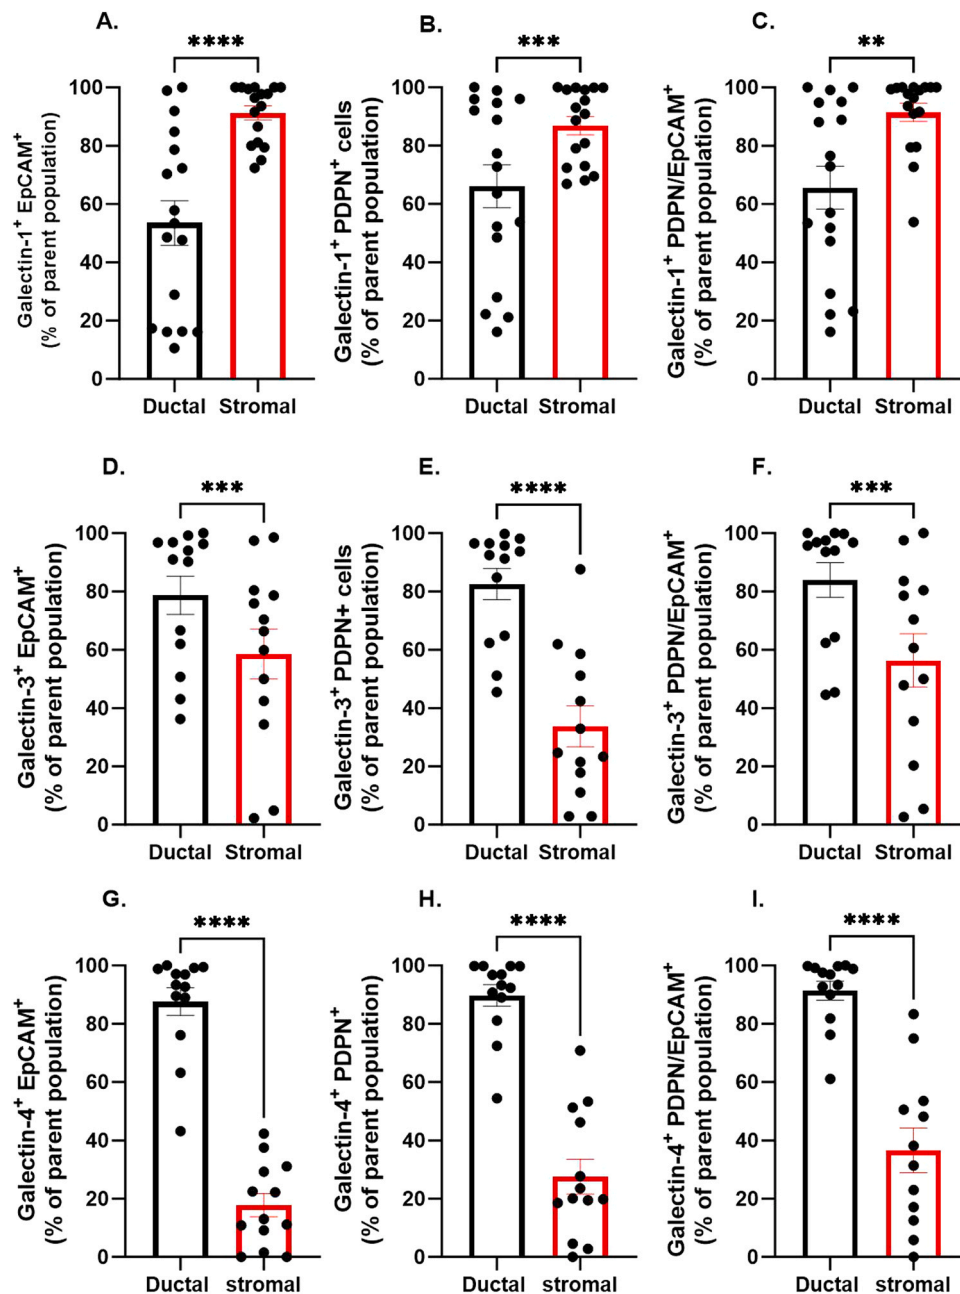 A.
****
Galectin-1+ EpCAM+
(% of parent population)
100
80
60
40
20
0
Ductal Stromal
B.
***
Galectin-1+ PDPN+ cells
(% of parent population)
100
80
60
40
20
0
Ductal Stromal
C.
**
Galectin-1+ PDPN/EpCAM+
(% of parent population)
100
80
60
40
20
0
Ductal Stromal
D.
***
Galectin-3+ EpCAM+
(% of parent population)
100
80
60
40
20
0
Ductal Stromal
E.
****
Galectin-3+ PDPN+ cells
(% of parent population)
100
80
60
40
20
0
Ductal Stromal
F.
***
Galectin-3+ PDPN/EpCAM+
(% of parent population)
100
80
60
40
20
0
Ductal Stromal
G.
****
Galectin-4+ EpCAM+
(% of parent population)
100
80
60
40
20
0
Ductal stromal
H.
****
Galectin-4+ PDPN+
(% of parent population)
100
80
60
40
20
0
Ductal stromal
I.
****
Galectin-4+ PDPN/EpCAM+
(% of parent population)
100
80
60
40
20
0
Ductal stromal